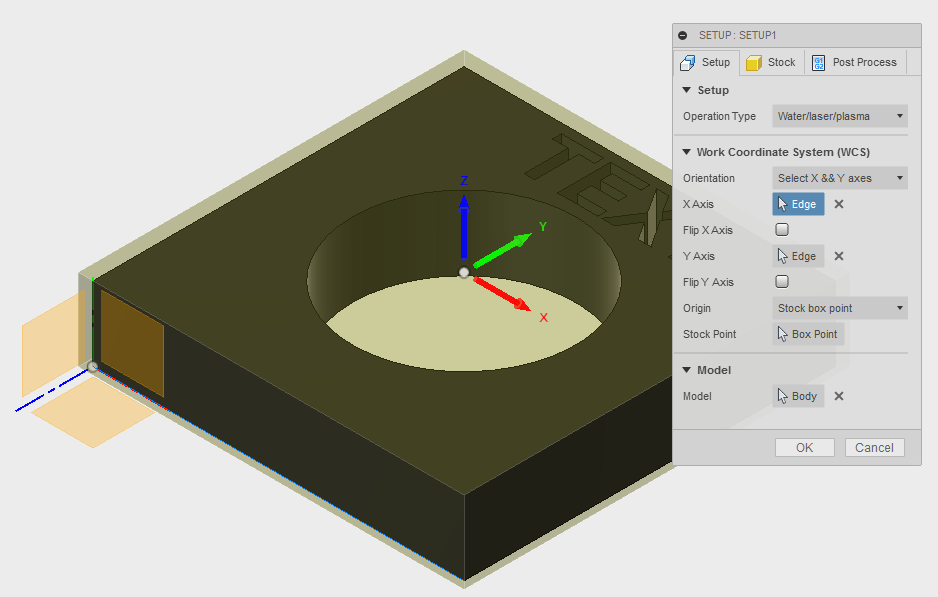 SETUP : SETUP1
Setup
Stock
G1
G2
Post Process
Setup
Operation Type Water/laser/plasma
Work Coordinate System (WCS)
Orientation Select X && Y axes
X Axis Edge
Flip X Axis
Y Axis Edge
Flip Y Axis
Origin Stock box point
Stock Point Box Point
Model
Model Body
OK Cancel
Z
Y
X